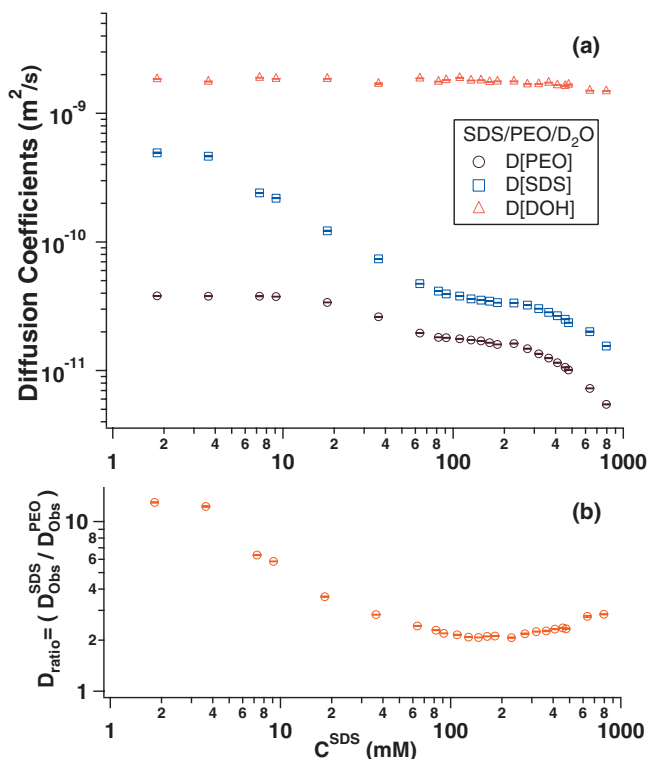 (a)
Diffusion Coefficients (m²/s)
10⁻⁹
10⁻¹⁰
10⁻¹¹
SDS/PEO/D₂O
D[PEO]
D[SDS]
D[DOH]
1 2 4 6 8 10 2 4 6 8 100 2 4 6 8 1000
(b)
D_ratio = ( D_Obs^SDS / D_Obs^PEO )
10
8
6
4
2
1
1 2 4 6 8 10 2 4 6 8 100 2 4 6 8 1000
C^SDS (mM)